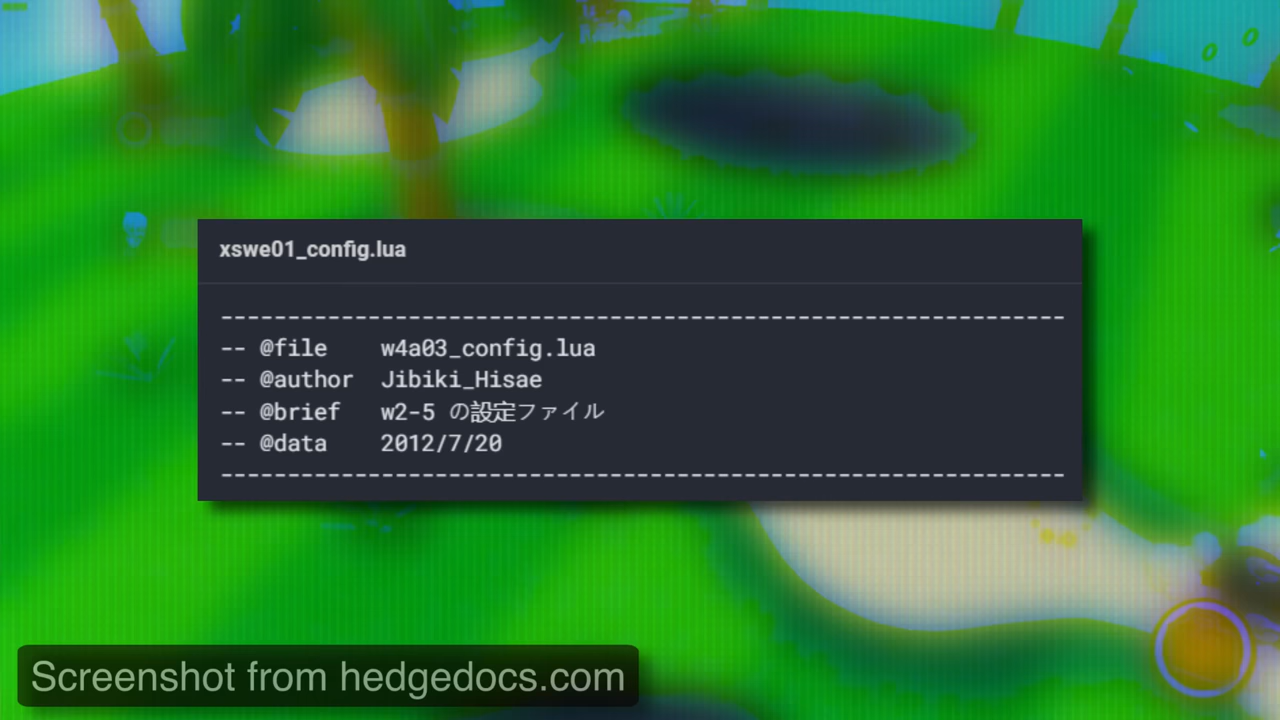 xswe01_config.lua
---------------------------------------------------------------
-- @file    w4a03_config.lua
-- @author  Jibiki_Hisae
-- @brief   w2-5 の設定ファイル
-- @data    2012/7/20
---------------------------------------------------------------
Screenshot from hedgedocs.com